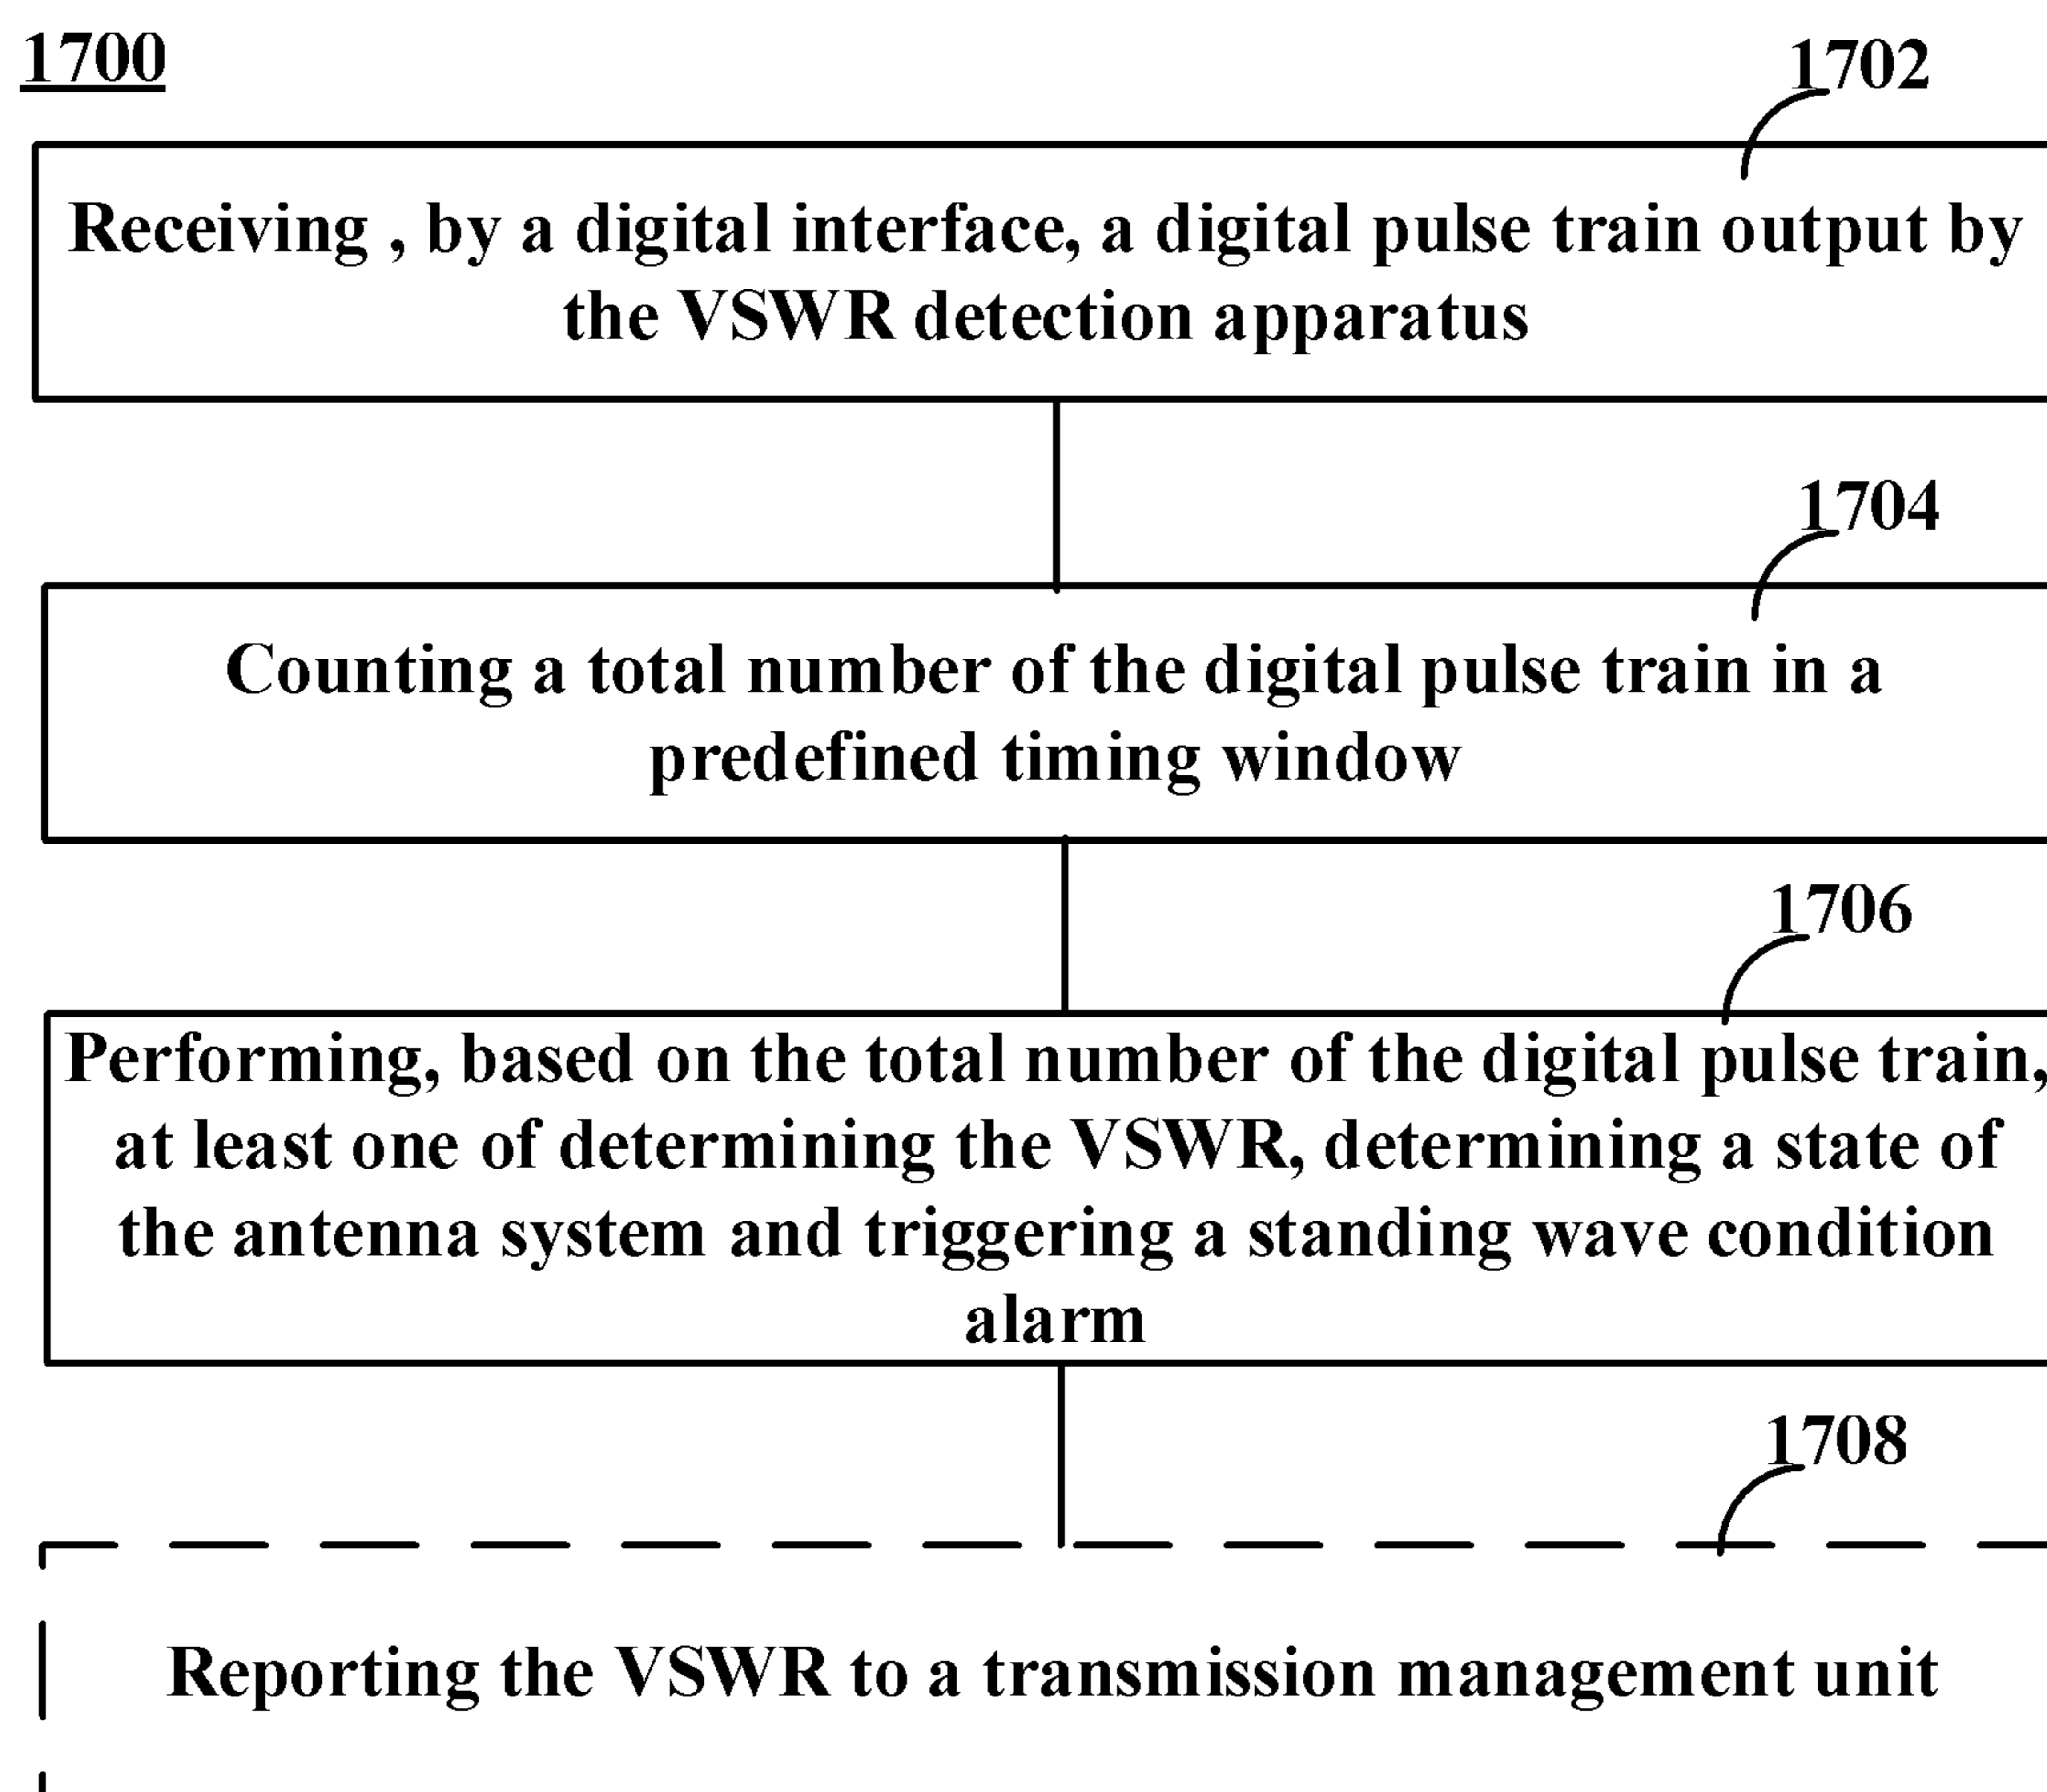 1700
1702
Receiving , by a digital interface, a digital pulse train output by
the VSWR detection apparatus
1704
Counting a total number of the digital pulse train in a
predefined timing window
1706
Performing, based on the total number of the digital pulse train,
at least one of determining the VSWR, determining a state of
the antenna system and triggering a standing wave condition
alarm
1708
Reporting the VSWR to a transmission management unit